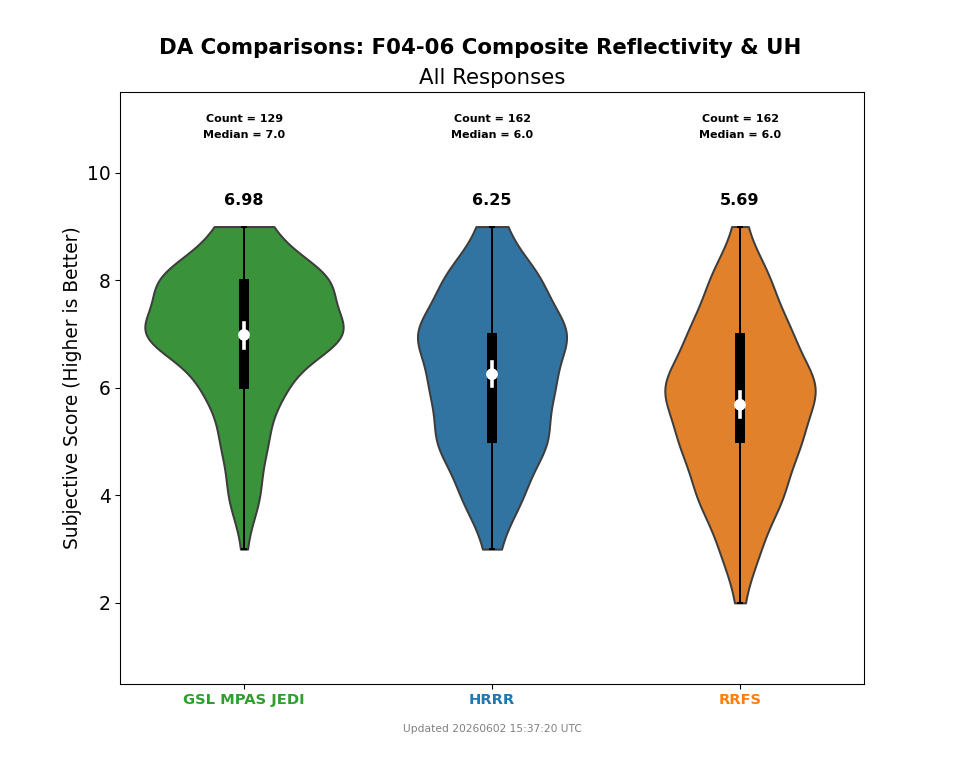 DA Comparisons: F04-06 Composite Reflectivity & UH
All Responses
Count = 129
Median = 7.0
Count = 162
Median = 6.0
Count = 162
Median = 6.0
6.98
6.25
5.69
10
8
6
4
2
Subjective Score (Higher is Better)
GSL MPAS JEDI
HRRR
RRFS
Updated 20260602 15:37:20 UTC